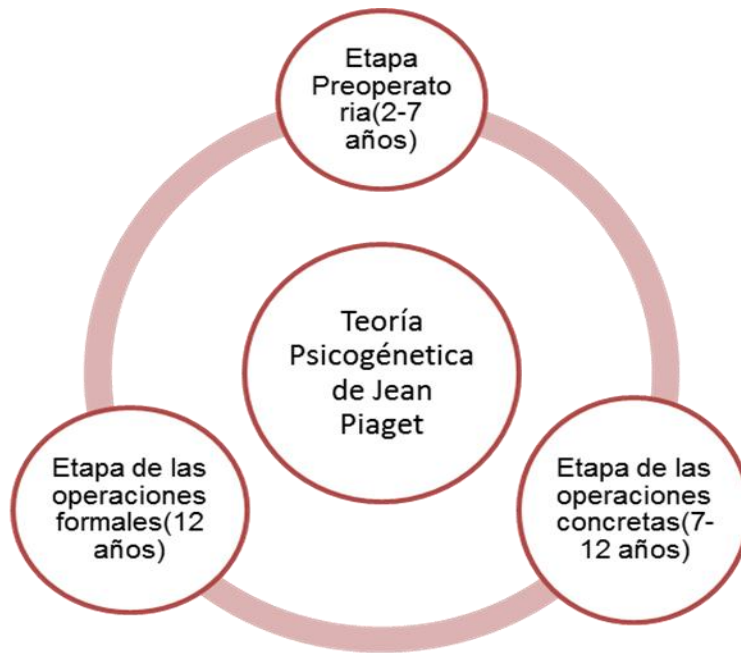 Etapa
Preoperato
ria(2-7
años)
Teoría
Psicogénetica
de Jean
Piaget
Etapa de las
operaciones
formales(12
años)
Etapa de las
operaciones
concretas(7-
12 años)